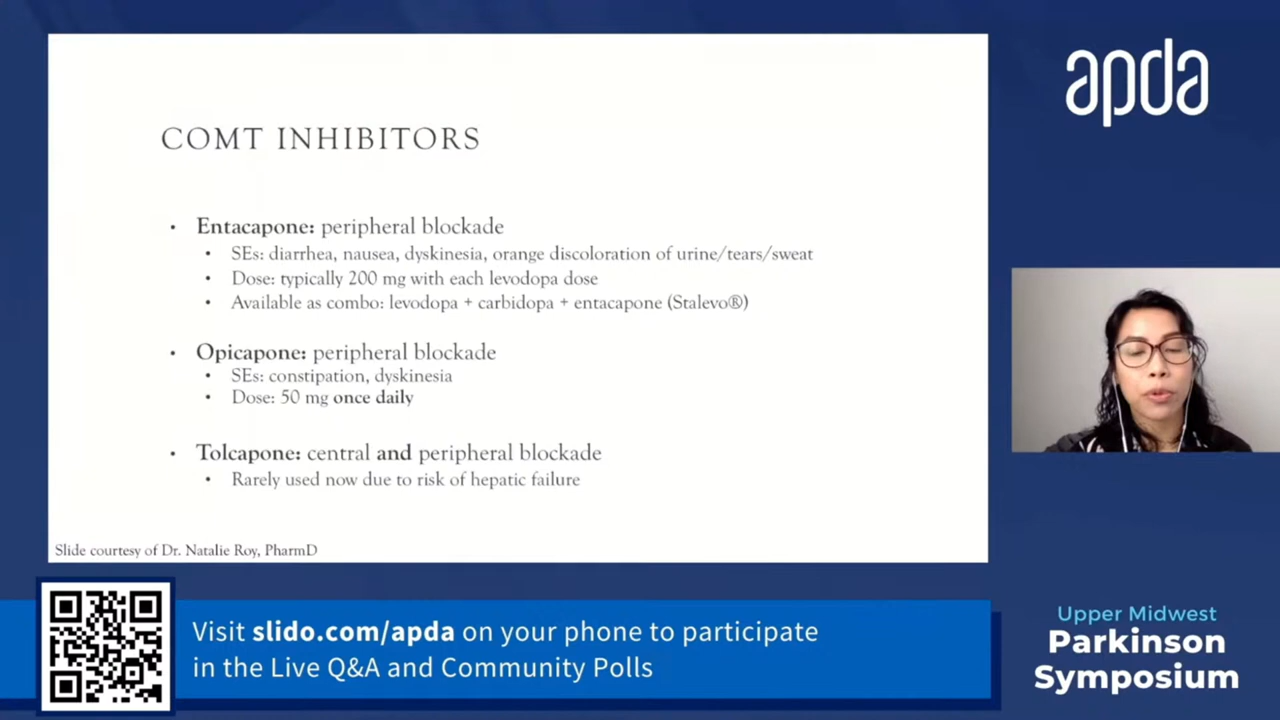 COMT INHIBITORS
• Entacapone: peripheral blockade
• SEs: diarrhea, nausea, dyskinesia, orange discoloration of urine/tears/sweat
• Dose: typically 200 mg with each levodopa dose
• Available as combo: levodopa + carbidopa + entacapone (Stalevo®)
• Opicapone: peripheral blockade
• SEs: constipation, dyskinesia
• Dose: 50 mg once daily
• Tolcapone: central and peripheral blockade
• Rarely used now due to risk of hepatic failure
Slide courtesy of Dr. Natalie Roy, PharmD
apda
Visit slido.com/apda on your phone to participate
in the Live Q&A and Community Polls
Upper Midwest
Parkinson
Symposium